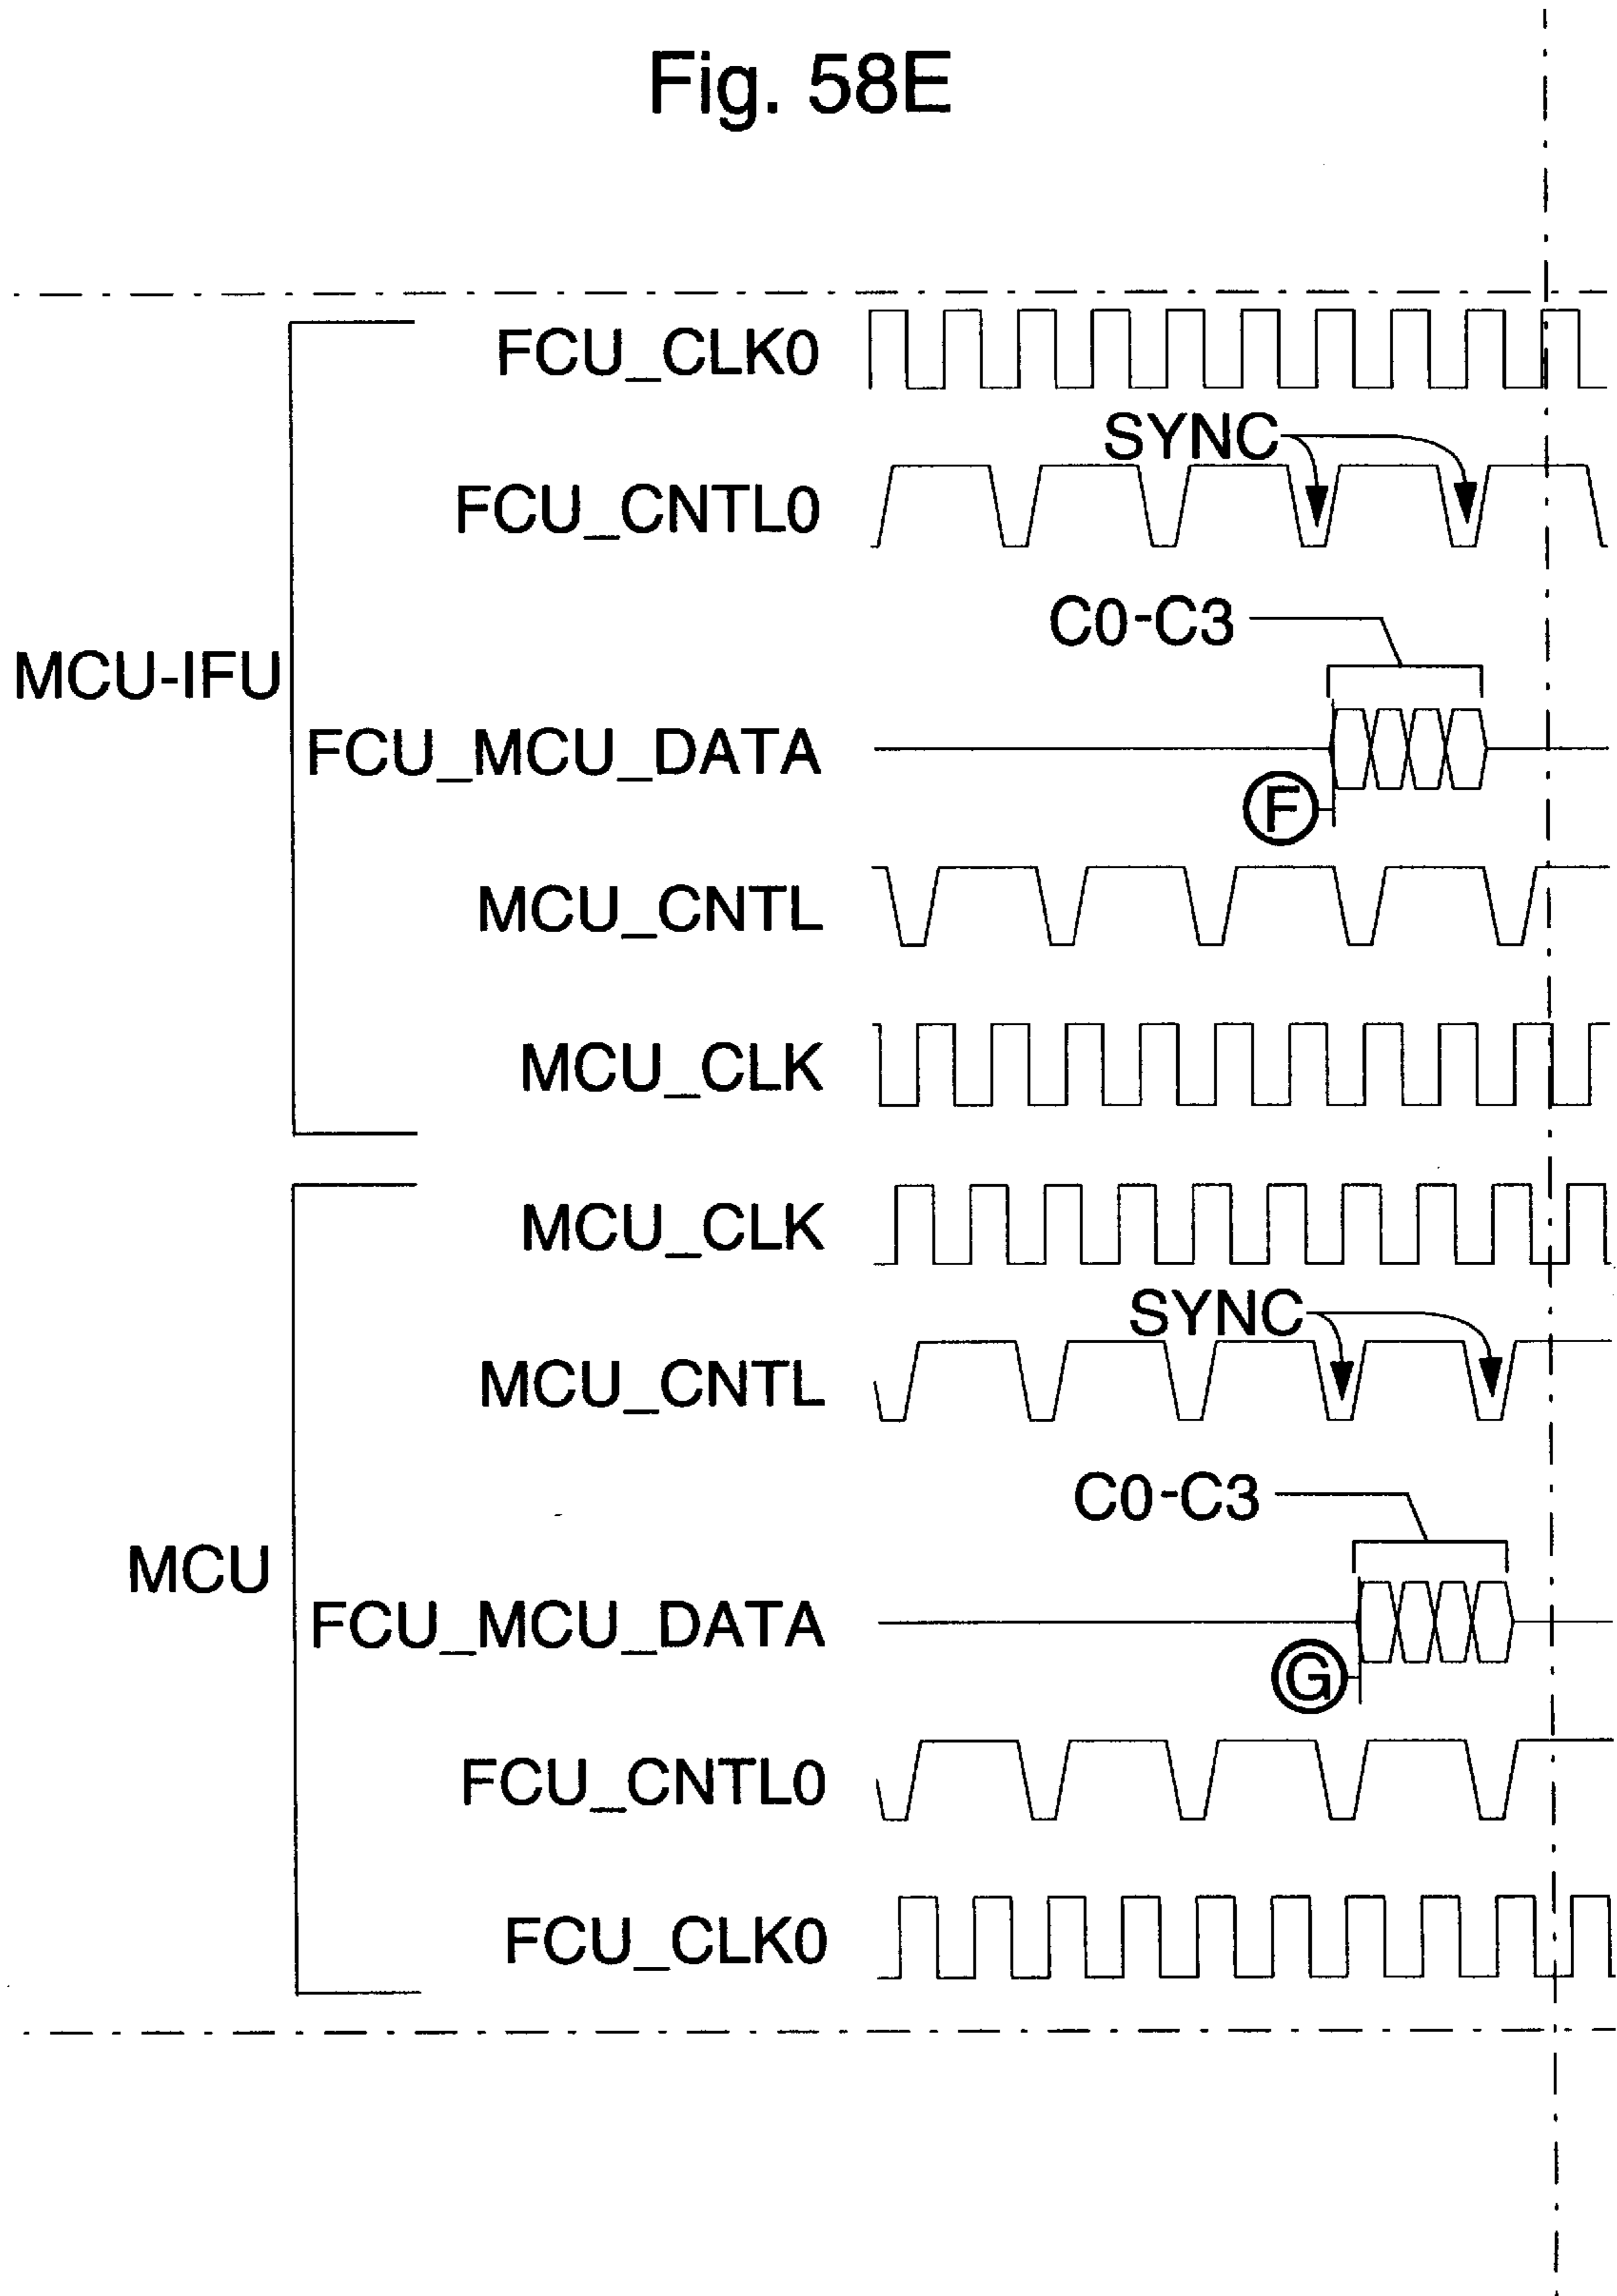 Fig. 58E
FCU_CLK0
SYNC
FCU_CNTL0
C0-C3
MCU-IFU
FCU_MCU_DATA
F
MCU_CNTL
MCU_CLK
MCU_CLK
SYNC
MCU_CNTL
C0-C3
MCU
FCU_MCU_DATA
G
FCU_CNTL0
FCU_CLK0